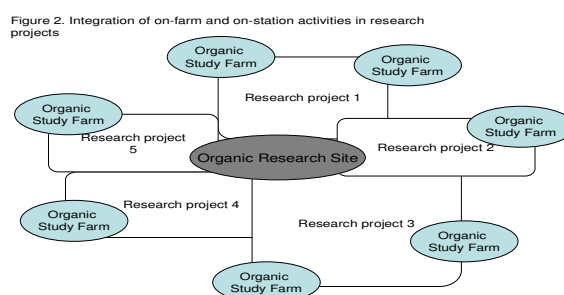 Figure 2. Integration of on-farm and on-station activities in research
projects
Organic
Study Farm
Organic
Study Farm
Research project 1
Organic
Study Farm
Research project
5
Organic
Study Farm
Research project 2
Organic Research Site
Organic
Study Farm
Research project 4
Research project 3
Organic
Study Farm
Organic
Study Farm